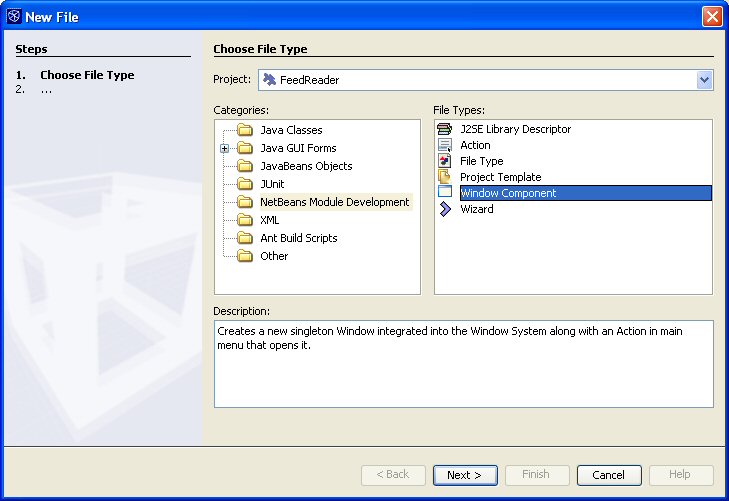 New File
Steps
1. Choose File Type
2. ...
Choose File Type
Project: FeedReader
Categories:
Java Classes
Java GUI Forms
JavaBeans Objects
JUnit
NetBeans Module Development
XML
Ant Build Scripts
Other
File Types:
J2SE Library Descriptor
Action
File Type
Project Template
Window Component
Wizard
Description:
Creates a new singleton Window integrated into the Window System along with an Action in main
menu that opens it.
< Back Next > Finish Cancel Help